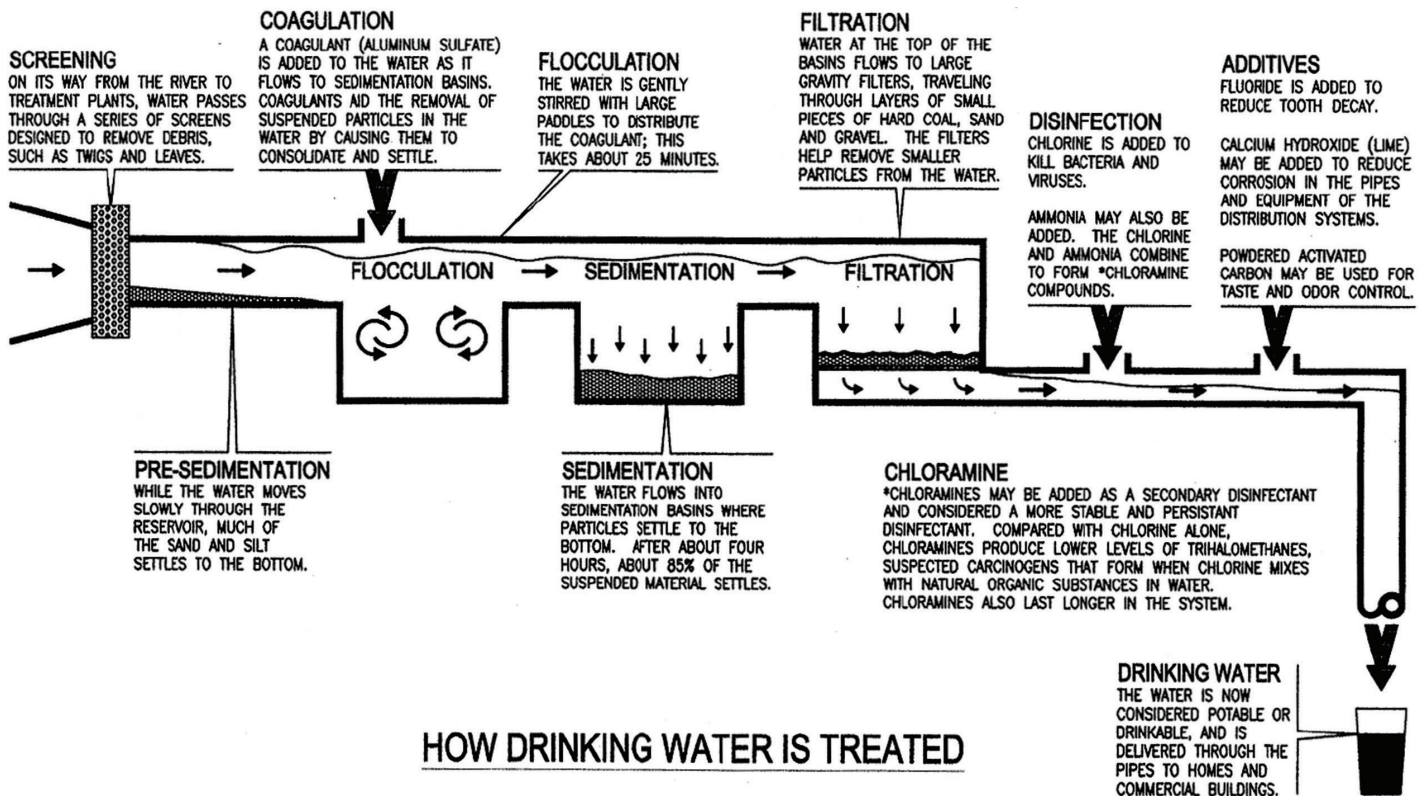 SCREENING
ON ITS WAY FROM THE RIVER TO
TREATMENT PLANTS, WATER PASSES
THROUGH A SERIES OF SCREENS
DESIGNED TO REMOVE DEBRIS,
SUCH AS TWIGS AND LEAVES.
COAGULATION
A COAGULANT (ALUMINUM SULFATE)
IS ADDED TO THE WATER AS IT
FLOWS TO SEDIMENTATION BASINS.
COAGULANTS AID THE REMOVAL OF
SUSPENDED PARTICLES IN THE
WATER BY CAUSING THEM TO
CONSOLIDATE AND SETTLE.
FLOCCULATION
THE WATER IS GENTLY
STIRRED WITH LARGE
PADDLES TO DISTRIBUTE
THE COAGULANT; THIS
TAKES ABOUT 25 MINUTES.
FILTRATION
WATER AT THE TOP OF THE
BASINS FLOWS TO LARGE
GRAVITY FILTERS, TRAVELING
THROUGH LAYERS OF SMALL
PIECES OF HARD COAL, SAND
AND GRAVEL. THE FILTERS
HELP REMOVE SMALLER
PARTICLES FROM THE WATER.
DISINFECTION
CHLORINE IS ADDED TO
KILL BACTERIA AND
VIRUSES.
AMMONIA MAY ALSO BE
ADDED. THE CHLORINE
AND AMMONIA COMBINE
TO FORM *CHLORAMINE
COMPOUNDS.
ADDITIVES
FLUORIDE IS ADDED TO
REDUCE TOOTH DECAY.
CALCIUM HYDROXIDE (LIME)
MAY BE ADDED TO REDUCE
CORROSION IN THE PIPES
AND EQUIPMENT OF THE
DISTRIBUTION SYSTEMS.
POWDERED ACTIVATED
CARBON MAY BE USED FOR
TASTE AND ODOR CONTROL.
FLOCCULATION
SEDIMENTATION
FILTRATION
PRE-SEDIMENTATION
WHILE THE WATER MOVES
SLOWLY THROUGH THE
RESERVOIR, MUCH OF
THE SAND AND SILT
SETTLES TO THE BOTTOM.
SEDIMENTATION
THE WATER FLOWS INTO
SEDIMENTATION BASINS WHERE
PARTICLES SETTLE TO THE
BOTTOM. AFTER ABOUT FOUR
HOURS, ABOUT 85% OF THE
SUSPENDED MATERIAL SETTLES.
CHLORAMINE
*CHLORAMINES MAY BE ADDED AS A SECONDARY DISINFECTANT
AND CONSIDERED A MORE STABLE AND PERSISTANT
DISINFECTANT. COMPARED WITH CHLORINE ALONE,
CHLORAMINES PRODUCE LOWER LEVELS OF TRIHALOMETHANES,
SUSPECTED CARCINOGENS THAT FORM WHEN CHLORINE MIXES
WITH NATURAL ORGANIC SUBSTANCES IN WATER.
CHLORAMINES ALSO LAST LONGER IN THE SYSTEM.
DRINKING WATER
THE WATER IS NOW
CONSIDERED POTABLE OR
DRINKABLE, AND IS
DELIVERED THROUGH THE
PIPES TO HOMES AND
COMMERCIAL BUILDINGS.
HOW DRINKING WATER IS TREATED